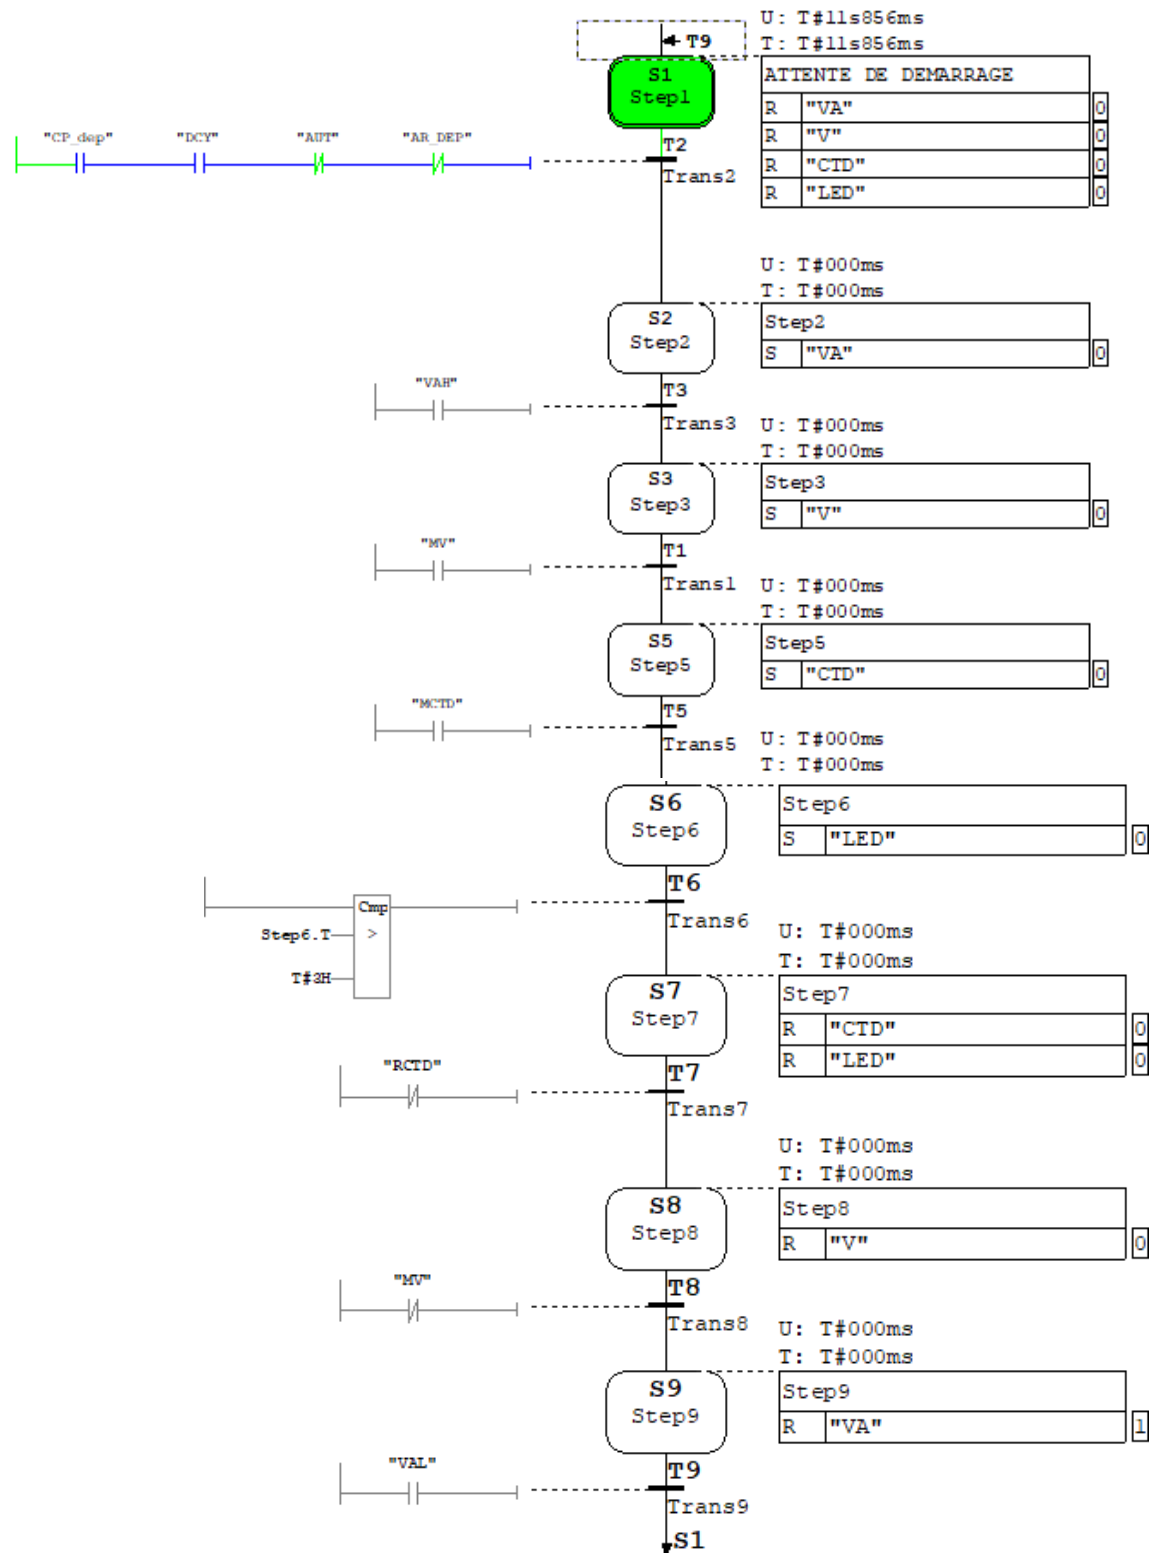 U: T#11s856ms
T9
T: T#11s856ms
S1
Step1
ATTENTE DE DEMARRAGE
R "VA" 0
R "V" 0
R "CTD" 0
R "LED" 0
"CP_dep" "DCY" "AUT" "AR_DEP"
T2
Trans2
U: T#000ms
T: T#000ms
S2
Step2
Step2
S "VA" 0
"VAH"
T3
Trans3
U: T#000ms
T: T#000ms
S3
Step3
Step3
S "V" 0
"MV"
T1
Trans1
U: T#000ms
T: T#000ms
S5
Step5
Step5
S "CTD" 0
"MCTD"
T5
Trans5
U: T#000ms
T: T#000ms
S6
Step6
Step6
S "LED" 0
T6
Trans6
Cmp
Step6.T >
T#3H
U: T#000ms
T: T#000ms
S7
Step7
Step7
R "CTD" 0
R "LED" 0
"RCTD"
T7
Trans7
U: T#000ms
T: T#000ms
S8
Step8
Step8
R "V" 0
"MV"
T8
Trans8
U: T#000ms
T: T#000ms
S9
Step9
Step9
R "VA" 1
"VAL"
T9
Trans9
S1